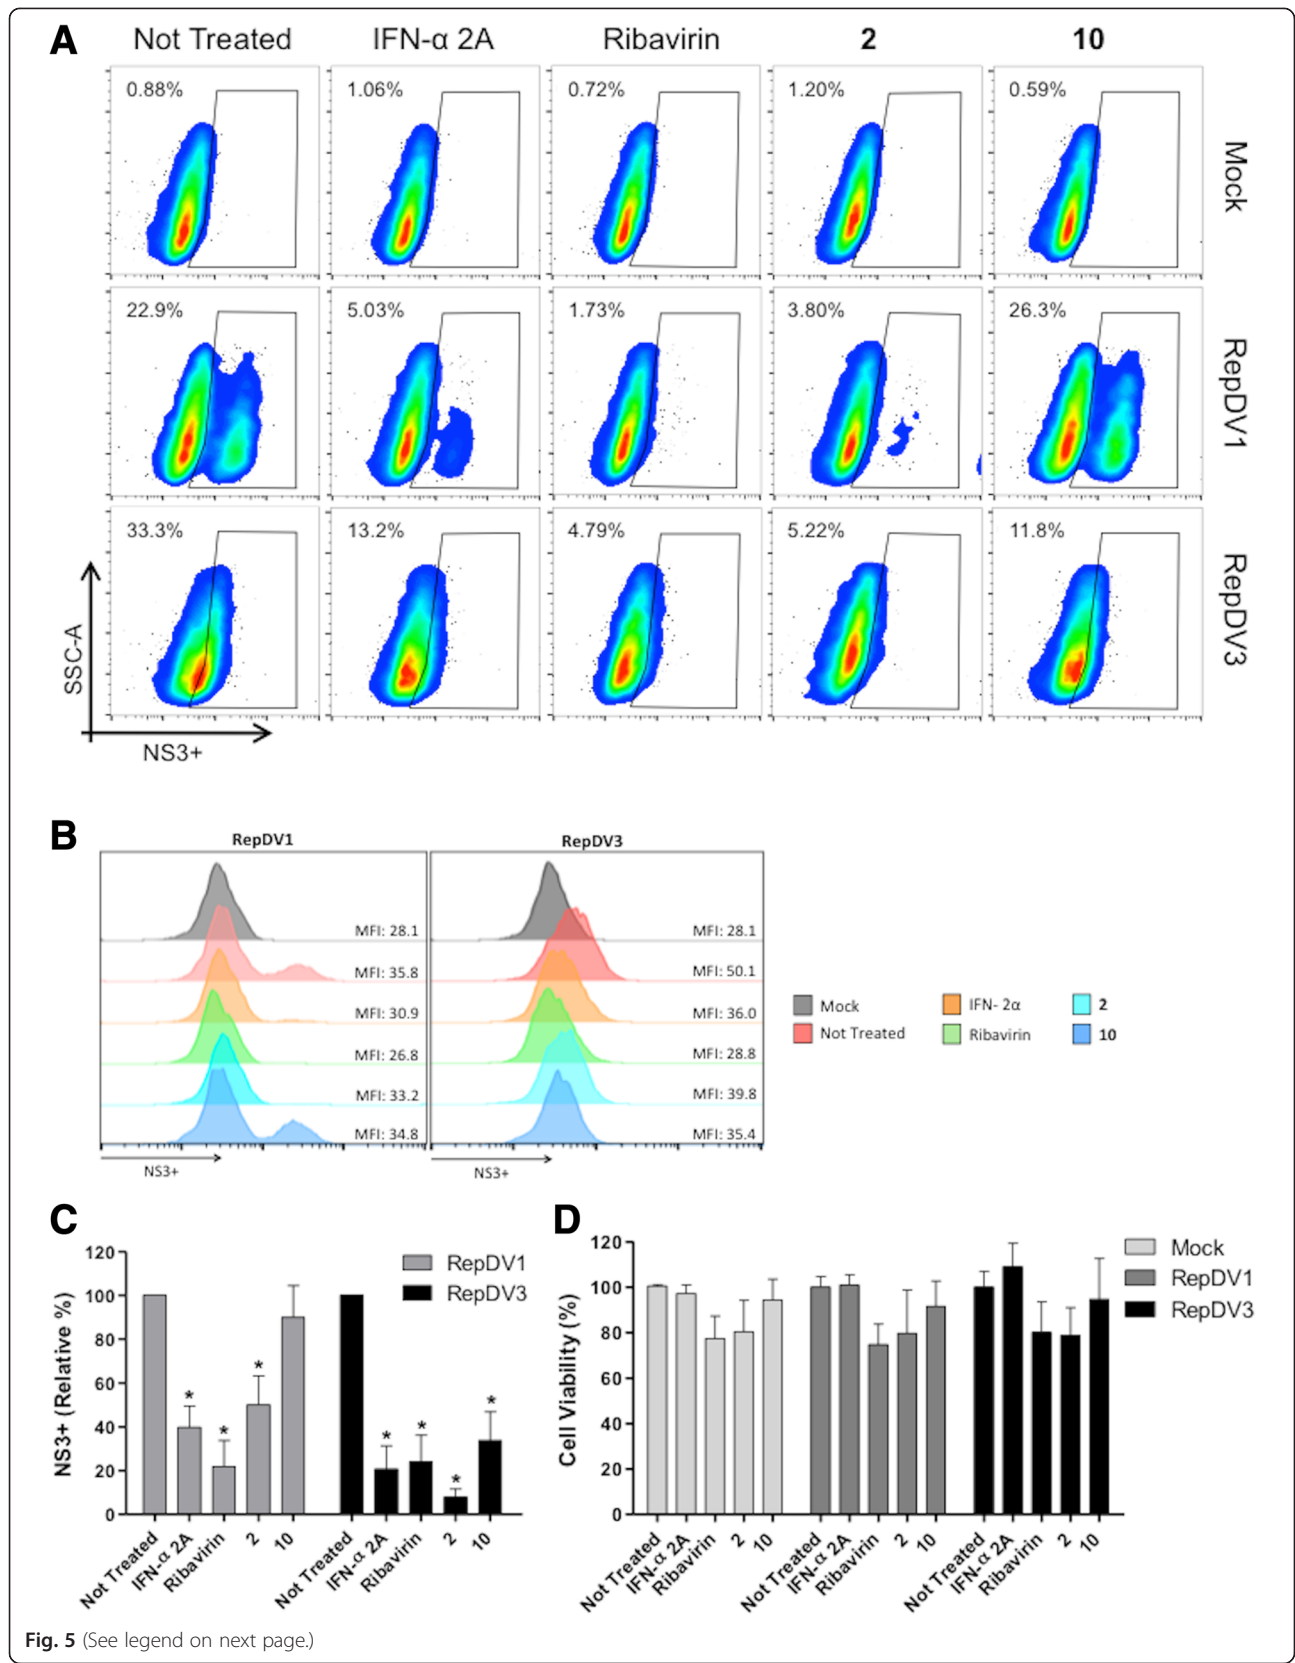 A
Not Treated IFN-α 2A Ribavirin 2 10
0.88% 1.06% 0.72% 1.20% 0.59%
Mock
22.9% 5.03% 1.73% 3.80% 26.3%
RepDV1
33.3% 13.2% 4.79% 5.22% 11.8%
RepDV3
SSC-A
NS3+
B
RepDV1 RepDV3
MFI: 28.1 MFI: 28.1
MFI: 35.8 MFI: 50.1
MFI: 30.9 MFI: 36.0
MFI: 26.8 MFI: 28.8
MFI: 33.2 MFI: 39.8
MFI: 34.8 MFI: 35.4
NS3+ NS3+
Mock IFN- 2α 2
Not Treated Ribavirin 10
C
NS3+ (Relative %)
120
100
80
60
40
20
0
RepDV1
RepDV3
* * * * * * *
Not Treated IFN-α 2A Ribavirin 2 10 Not Treated IFN-α 2A Ribavirin 2 10
D
Cell Viability (%)
120
100
80
60
40
20
0
Mock
RepDV1
RepDV3
Not Treated IFN-α 2A Ribavirin 2 10 Not Treated IFN-α 2A Ribavirin 2 10 Not Treated IFN-α 2A Ribavirin 2 10
Fig. 5 (See legend on next page.)